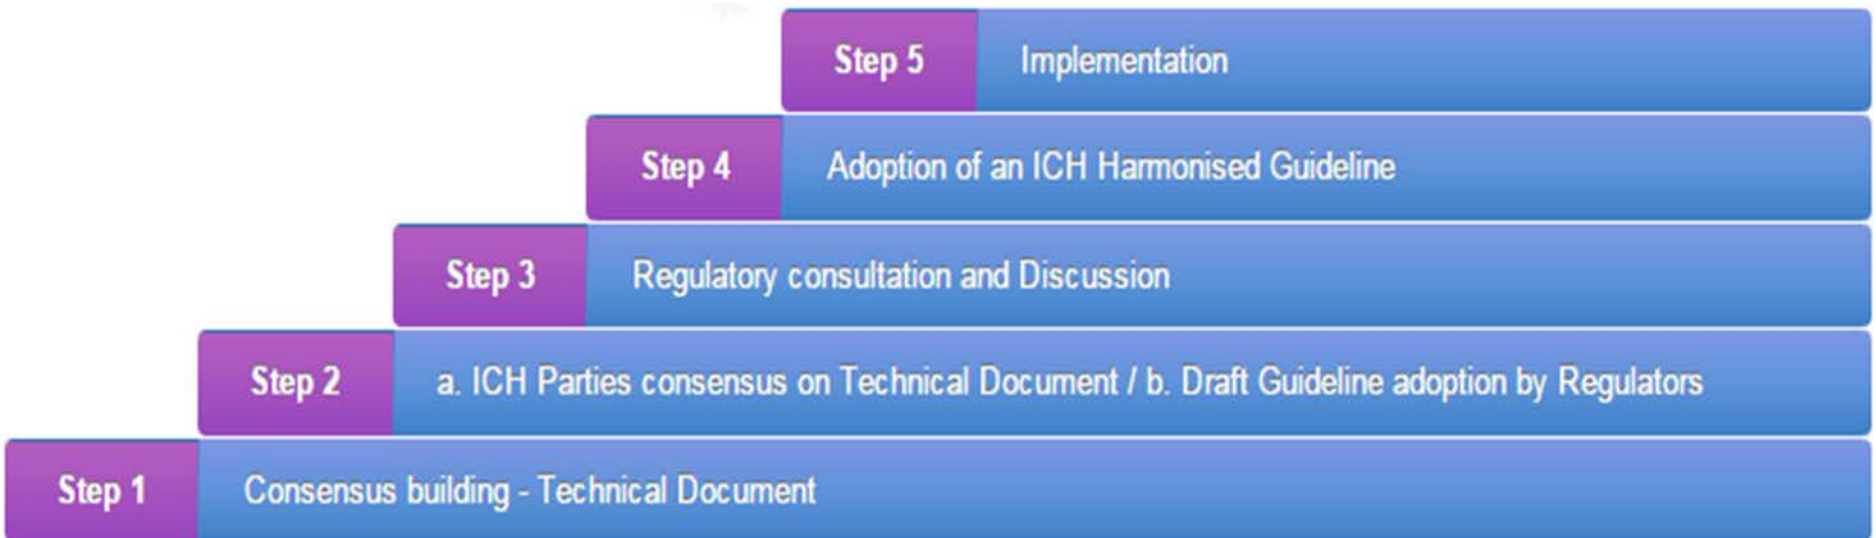 Step 5 Implementation
Step 4 Adoption of an ICH Harmonised Guideline
Step 3 Regulatory consultation and Discussion
Step 2 a. ICH Parties consensus on Technical Document / b. Draft Guideline adoption by Regulators
Step 1 Consensus building - Technical Document